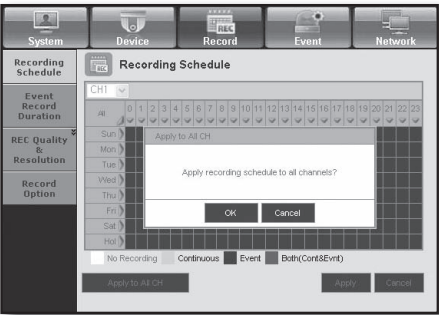 System Device Record Event Network
REC
Recording
Schedule
Event
Record
Duration
REC Quality
&
Resolution
Record
Option
REC
Recording Schedule
CH1
All 0 1 2 3 4 5 6 7 8 9 10 11 12 13 14 15 16 17 18 19 20 21 22 23
Sun
Mon
Tue
Wed
Thu
Fri
Sat
Hol
Apply to All CH
Apply recording schedule to all channels?
OK Cancel
No Recording Continuous Event Both(Cont&Evnt)
Apply to All CH Apply Cancel